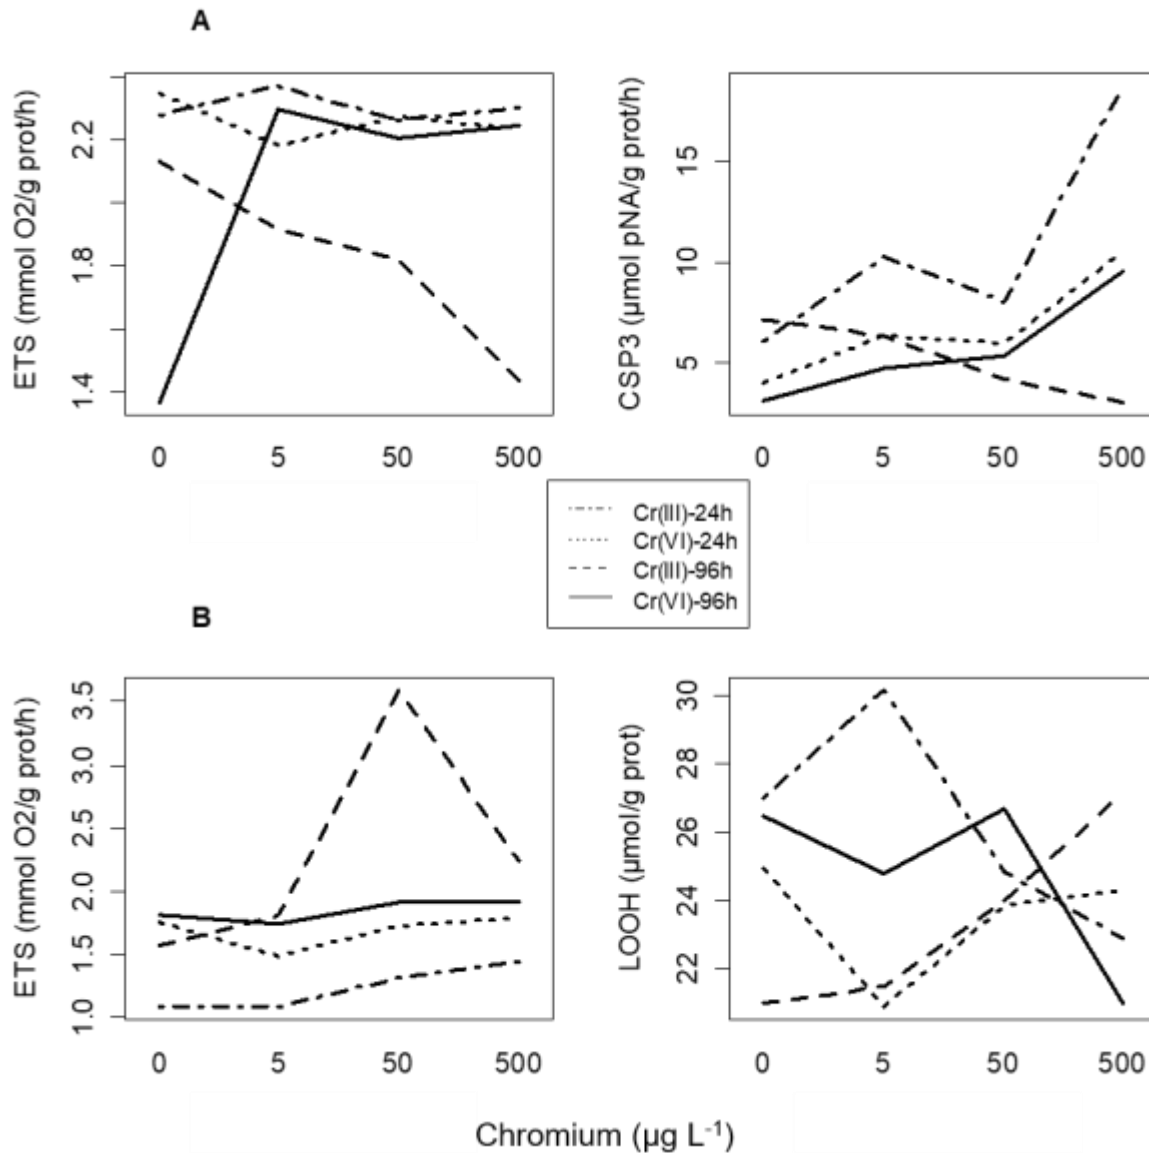 A
ETS (mmol O2/g prot/h)
1.4 1.8 2.2
0 5 50 500
CSP3 (µmol pNA/g prot/h)
5 10 15
0 5 50 500
Cr(III)-24h
Cr(VI)-24h
Cr(III)-96h
Cr(VI)-96h
B
ETS (mmol O2/g prot/h)
1.0 1.5 2.0 2.5 3.0 3.5
0 5 50 500
LOOH (µmol/g prot)
22 24 26 28 30
0 5 50 500
Chromium (µg L⁻¹)